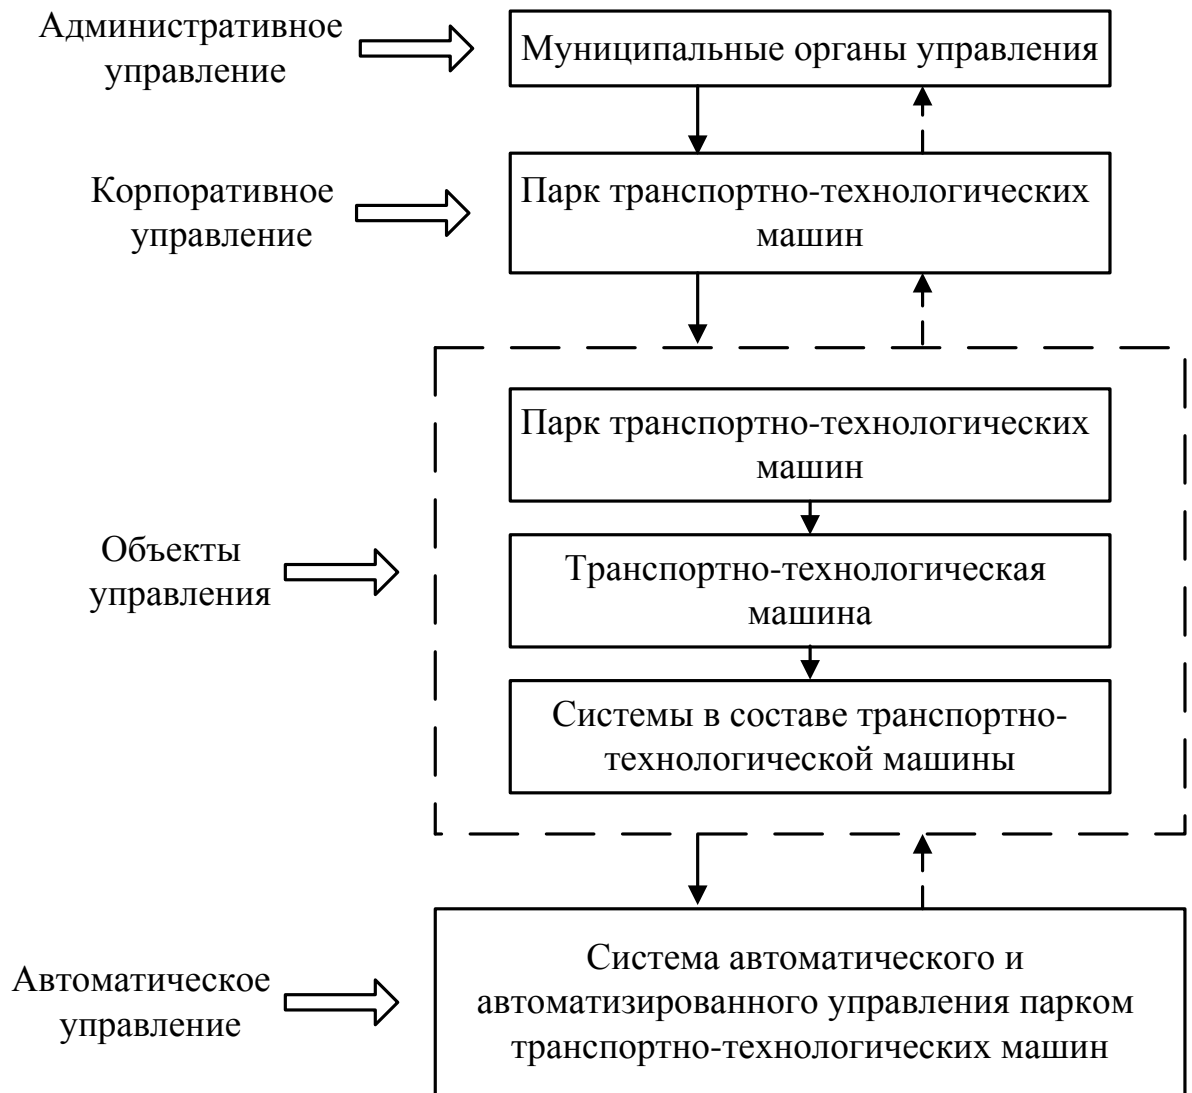 Административное
управление
Муниципальные органы управления
Корпоративное
управление
Парк транспортно-технологических
машин
Парк транспортно-технологических
машин
Объекты
управления
Транспортно-технологическая
машина
Системы в составе транспортно-
технологической машины
Автоматическое
управление
Система автоматического и
автоматизированного управления парком
транспортно-технологических машин